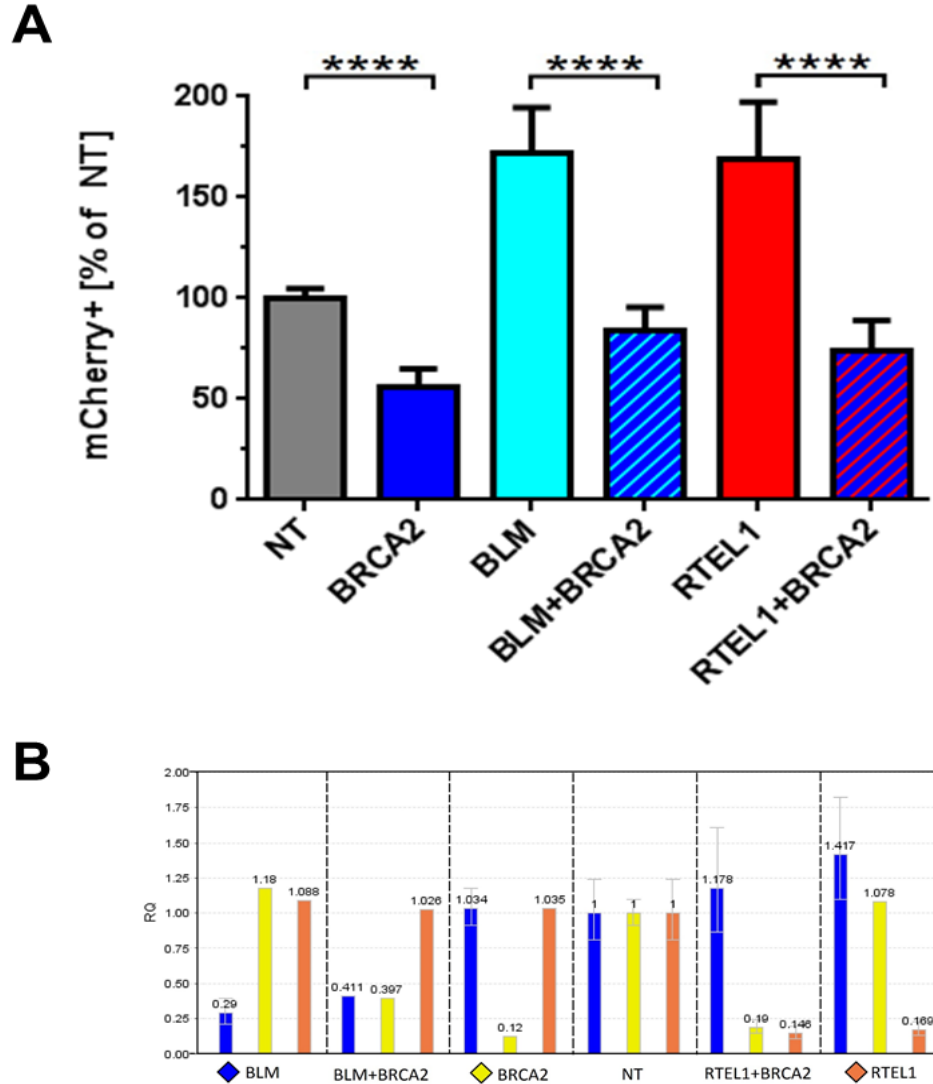 A
mCherry+ [% of NT]
**** **** ****
200
150
100
50
0
NT BRCA2 BLM BLM+BRCA2 RTEL1 RTEL1+BRCA2
B
RQ
2.00
1.75
1.50
1.25
1.00
0.75
0.50
0.25
0.00
0.29 1.18 1.088 0.411 0.397 1.026 1.034 0.12 1.035 1 1 1 1.178 0.19 0.146 1.417 1.078 0.169
BLM BLM+BRCA2 BRCA2 NT RTEL1+BRCA2 RTEL1